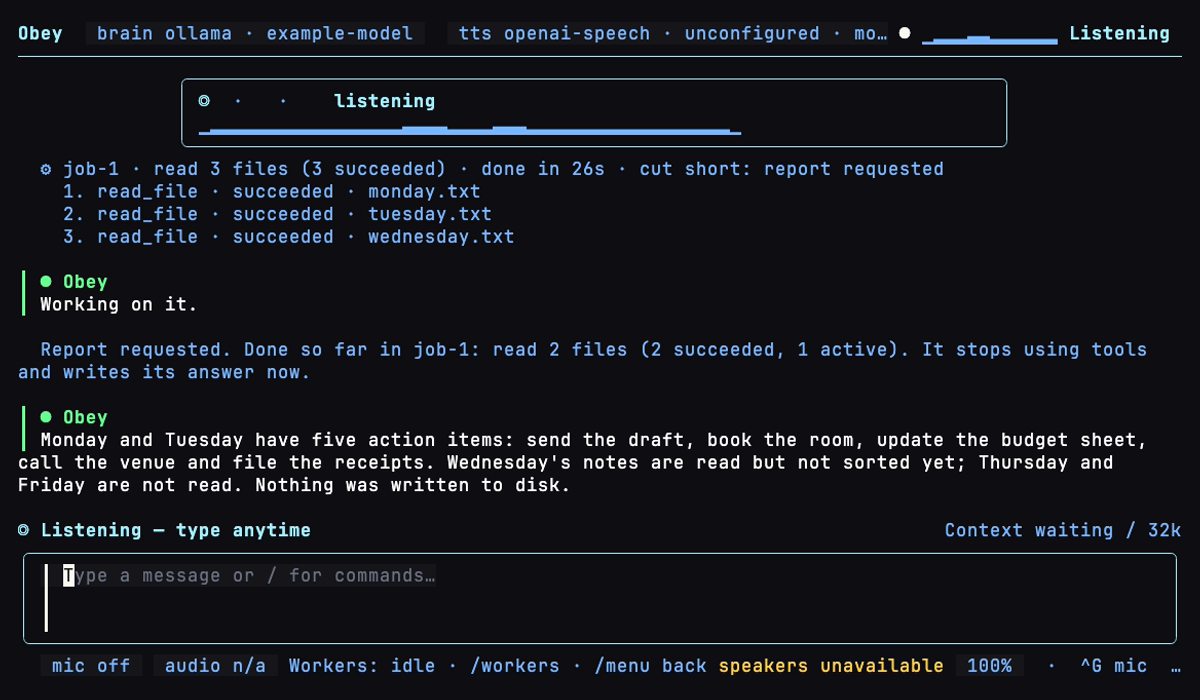 Obey brain ollama · example-model tts openai-speech · unconfigured · mo… Listening
listening
job-1 · read 3 files (3 succeeded) · done in 26s · cut short: report requested
1. read_file · succeeded · monday.txt
2. read_file · succeeded · tuesday.txt
3. read_file · succeeded · wednesday.txt
Obey
Working on it.
Report requested. Done so far in job-1: read 2 files (2 succeeded, 1 active). It stops using tools
and writes its answer now.
Obey
Monday and Tuesday have five action items: send the draft, book the room, update the budget sheet,
call the venue and file the receipts. Wednesday's notes are read but not sorted yet; Thursday and
Friday are not read. Nothing was written to disk.
Listening — type anytime Context waiting / 32k
Type a message or / for commands…
mic off audio n/a Workers: idle · /workers · /menu back speakers unavailable 100% · ^G mic …